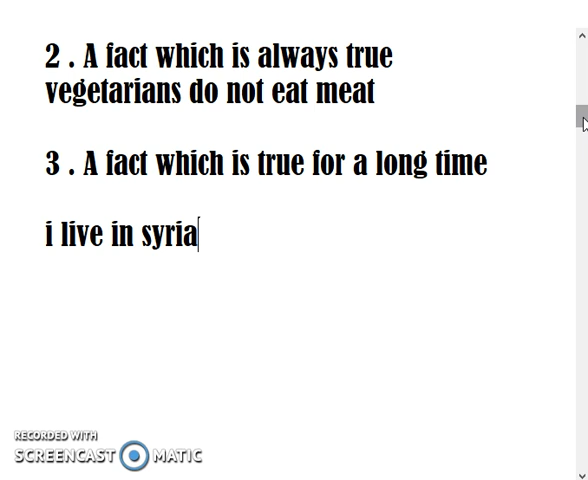 2 . A fact which is always true
vegetarians do not eat meat
3 . A fact which is true for a long time
i live in syria
RECORDED WITH
SCREENCAST MATIC